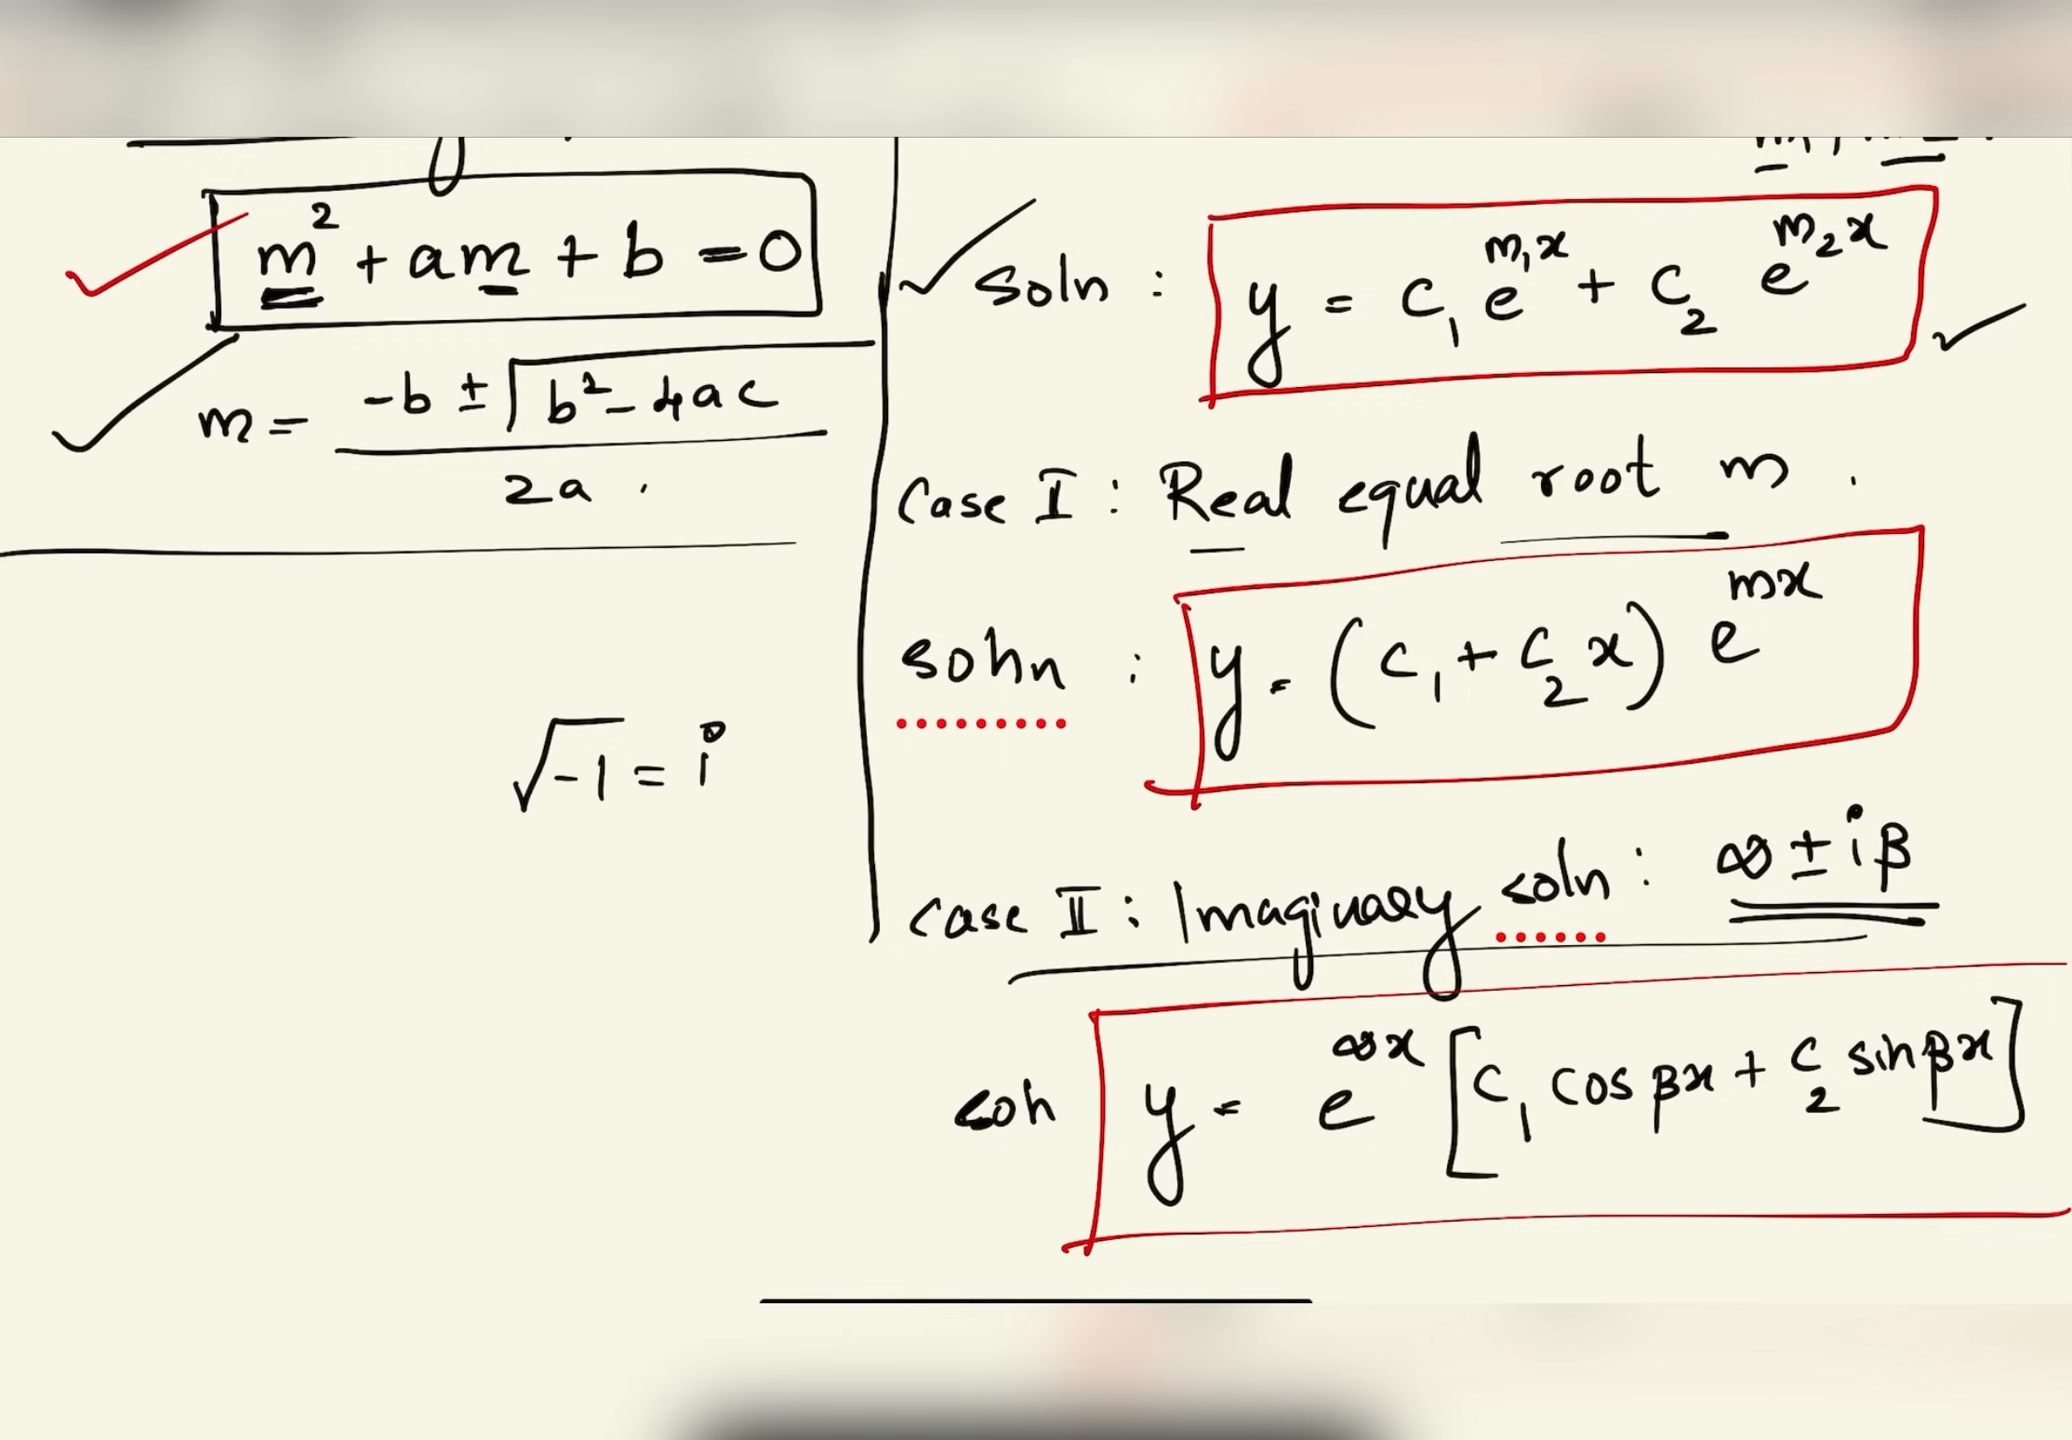 m² + am + b = 0
m = (-b ± √(b² - 4ac)) / 2a .
√-1 = i
Soln : y = c₁ e^(m₁x) + c₂ e^(m₂x)
Case I : Real equal root m .
sohn : y = (c₁ + c₂x) e^(mx)
Case II : Imaginary soln : α ± iβ
soh y = e^(αx) [c₁ cos βx + c₂ sin βx]